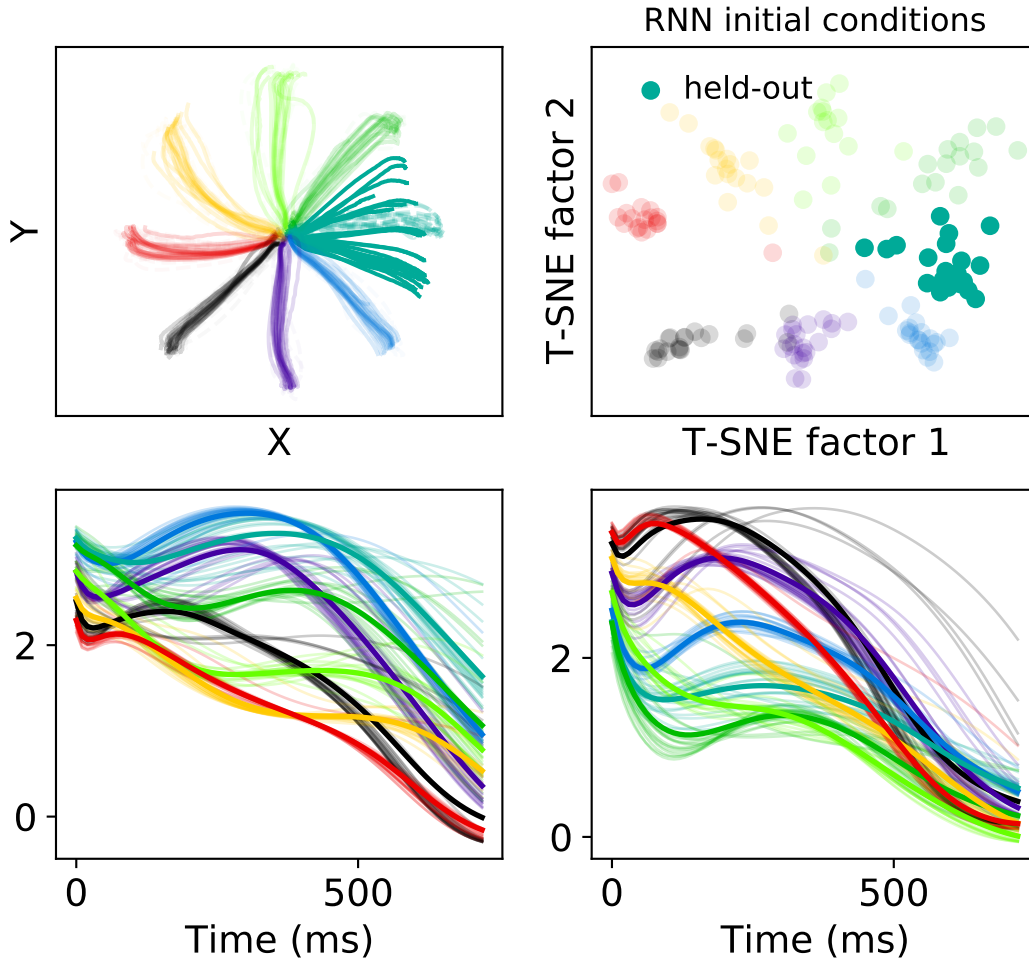 RNN initial conditions
held-out
Y
T-SNE factor 2
X
T-SNE factor 1
2
0
0
500
Time (ms)
2
0
0
500
Time (ms)